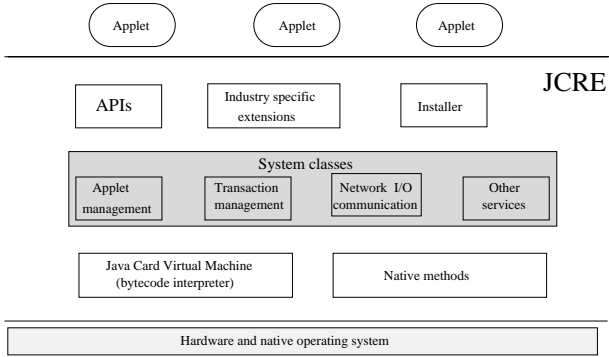 Applet Applet Applet
JCRE
APIs
Industry specific
extensions
Installer
System classes
Applet
management
Transaction
management
Network I/O
communication
Other
services
Java Card Virtual Machine
(bytecode interpreter)
Native methods
Hardware and native operating system